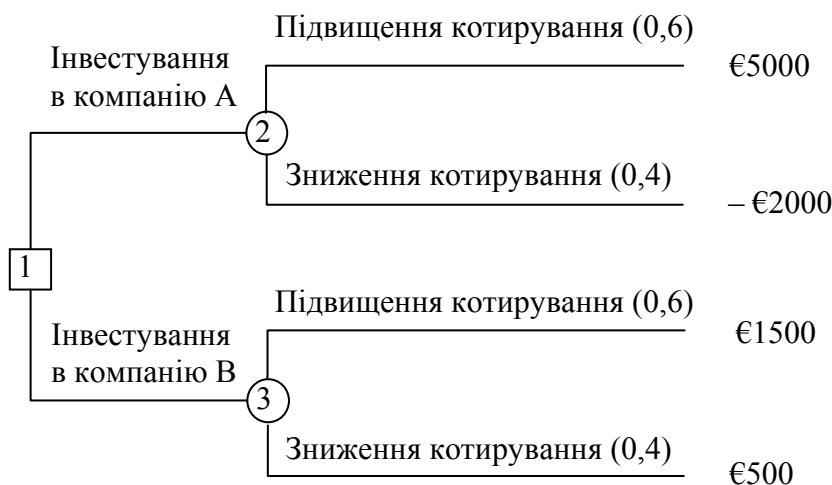 Підвищення котирування (0,6)
€5000
Інвестування
в компанію А
2
Зниження котирування (0,4)
– €2000
1
Підвищення котирування (0,6)
€1500
Інвестування
в компанію В
3
Зниження котирування (0,4)
€500